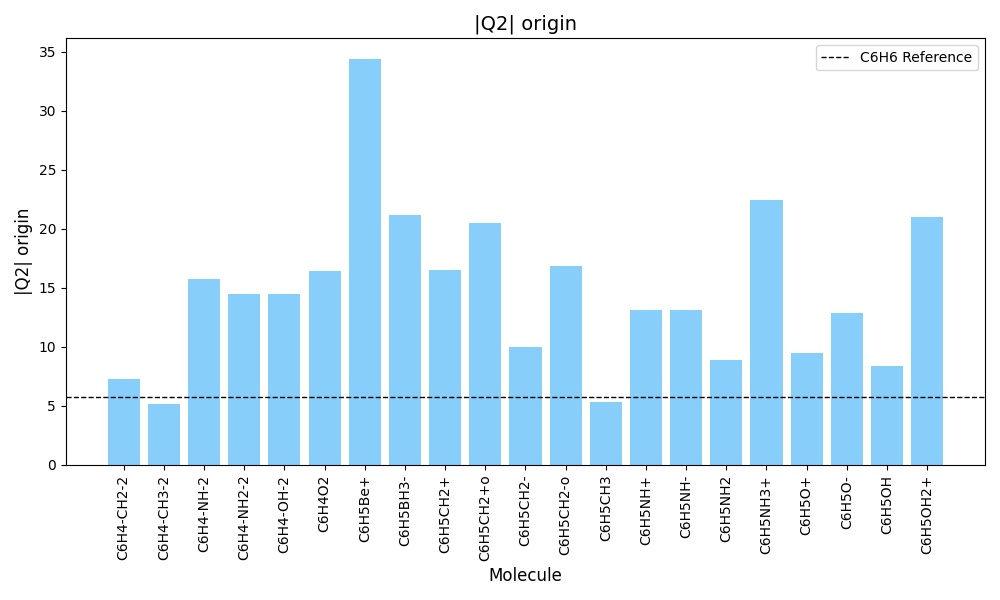 |Q2| origin
C6H6 Reference
|Q2| origin
35
30
25
20
15
10
5
0
C6H4-CH2-2
C6H4-CH3-2
C6H4-NH-2
C6H4-NH2-2
C6H4-OH-2
C6H4O2
C6H5Be+
C6H5BH3-
C6H5CH2+
C6H5CH2+o
C6H5CH2-
C6H5CH2-o
C6H5CH3
C6H5NH+
C6H5NH-
C6H5NH2
C6H5NH3+
C6H5O+
C6H5O-
C6H5OH
C6H5OH2+
Molecule